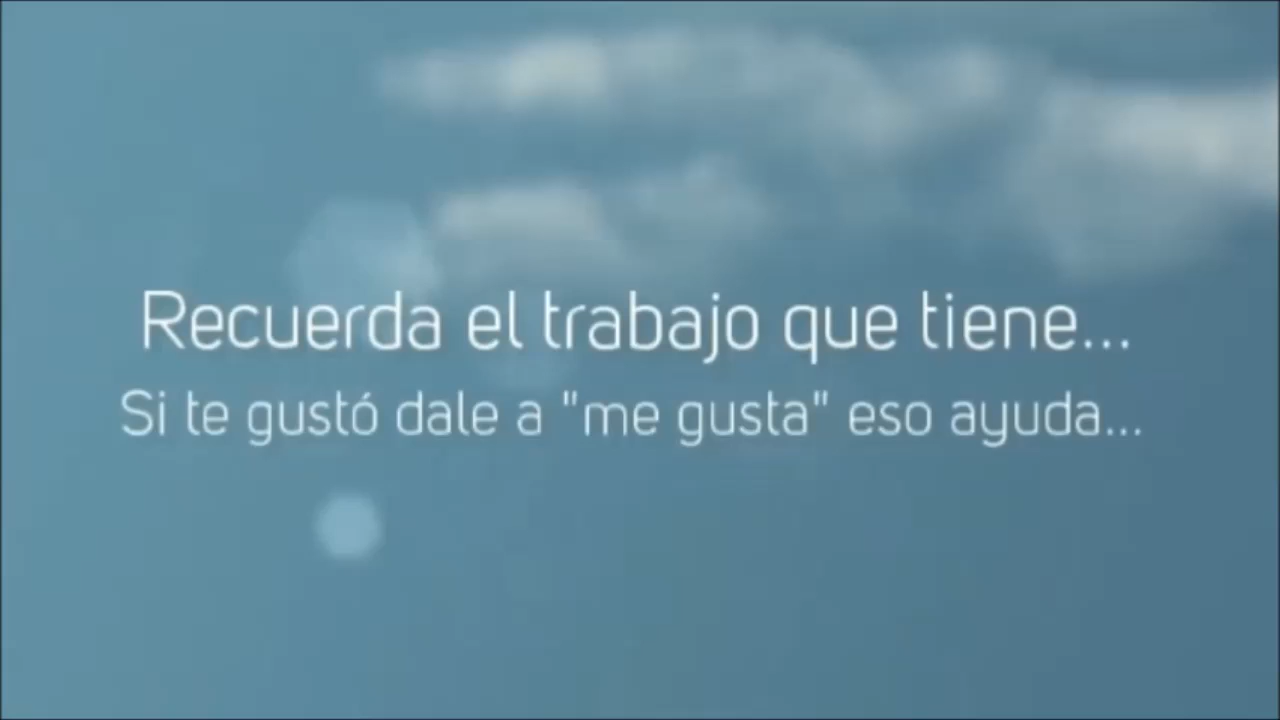 Recuerda el trabajo que tiene...
Si te gustó dale a "me gusta" eso ayuda...